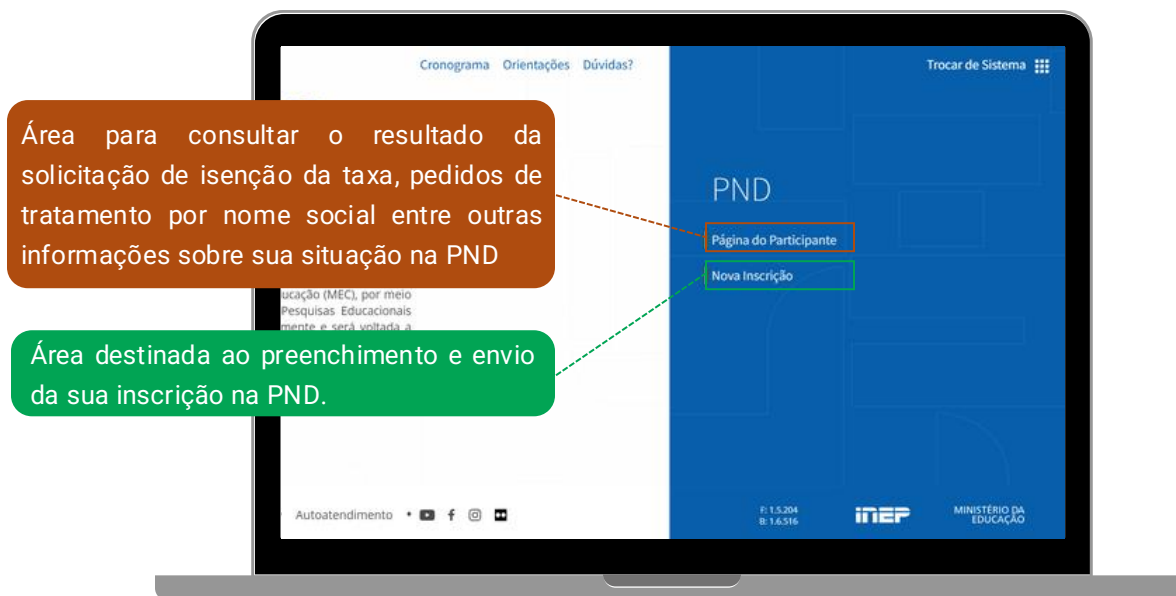 Cronograma Orientações Dúvidas?
Trocar de Sistema
Área para consultar o resultado da
solicitação de isenção da taxa, pedidos de
tratamento por nome social entre outras
informações sobre sua situação na PND
PND
Página do Participante
Nova Inscrição
ucação (MEC), por meio
Pesquisas Educacionais
mente e será voltada a
Área destinada ao preenchimento e envio
da sua inscrição na PND.
Autoatendimento
F: 1.5.204
B: 1.6.516
inep
MINISTÉRIO DA
EDUCAÇÃO